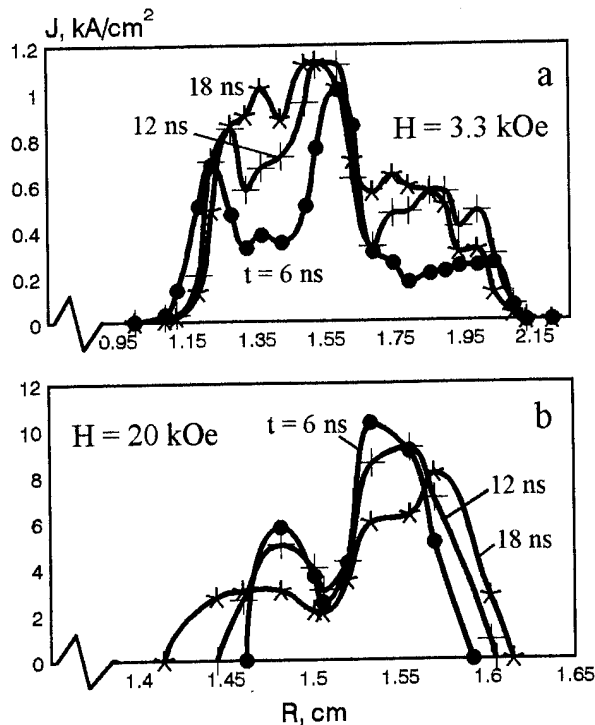 J, kA/cm²
1.2
a
18 ns
1
12 ns
H = 3.3 kOe
0.8
0.6
0.4
t = 6 ns
0.2
0
0.95 1.15 1.35 1.55 1.75 1.95 2.15
12
H = 20 kOe
t = 6 ns
b
10
8
12 ns
6
18 ns
4
2
0
1.4 1.45 1.5 1.55 1.6 1.65
R, cm